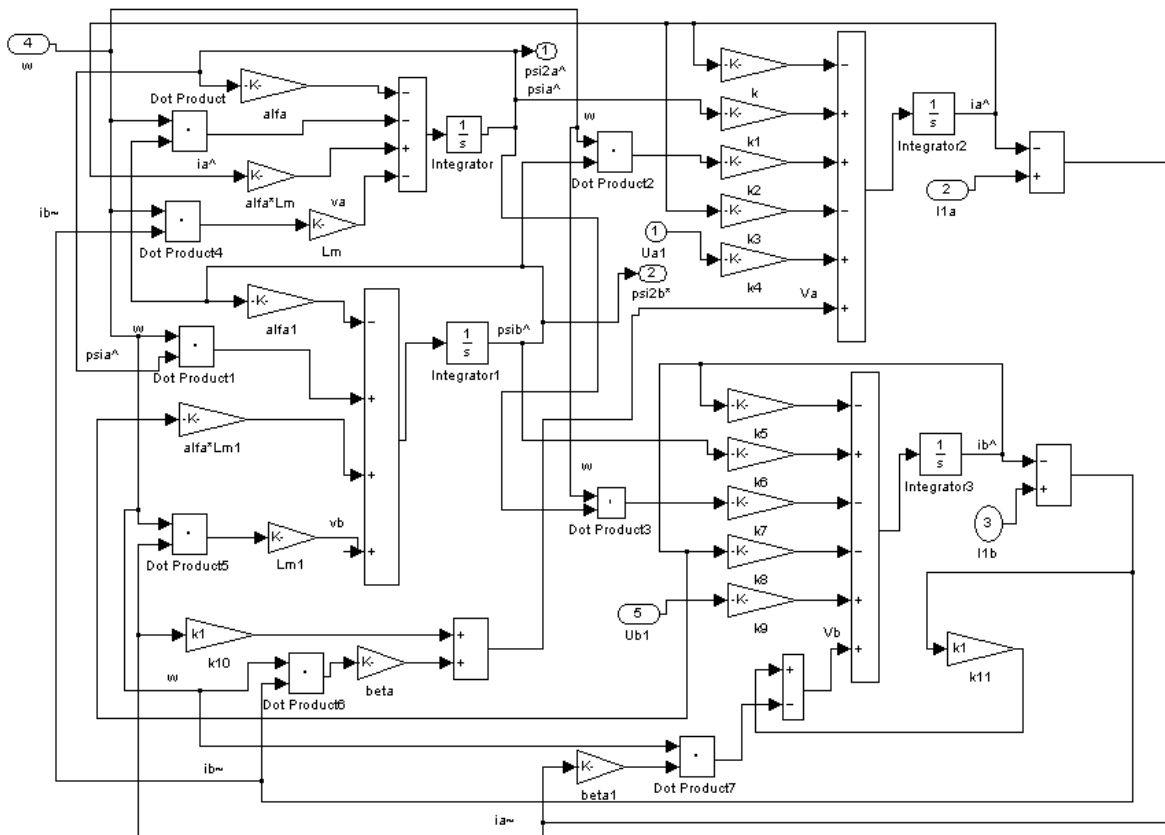 4
w
-K-
Dot Product
alfa
1
psi2a^
psia^
1
s
Integrator
ia^
-K-
alfa*Lm
va
K-
Lm
ib~
Dot Product4
w
Dot Product2
-K-
k
-K-
k1
-K-
k2
-K-
k3
-K-
k4
1
Ua1
2
psi2b*
Va
1
s
Integrator2
ia^
2
I1a
-K-
alfa1
w
psia^
Dot Product1
-K-
alfa*Lm1
1
s
Integrator1
psib^
vb
K-
Lm1
Dot Product5
w
Dot Product3
-K-
k5
-K-
k6
-K-
k7
-K-
k8
-K-
k9
5
Ub1
Vb
1
s
Integrator3
ib^
3
I1b
k1
k10
w
Dot Product6
K-
beta
k1
k11
ib~
K-
beta1
Dot Product7
ia~